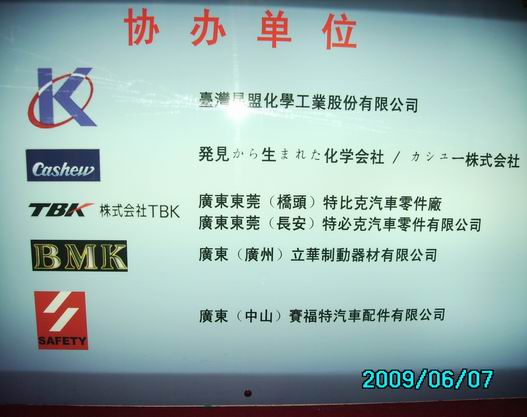 协办单位
K
臺灣星盟化學工業股份有限公司
Cashew
発見から生まれた化学会社 / カシュー株式会社
TBK 株式会社TBK
廣東東莞（橋頭）特比克汽車零件廠
廣東東莞（長安）特必克汽車零件有限公司
BMK
廣東（廣州）立華制動器材有限公司
SAFETY
廣東（中山）賽福特汽車配件有限公司
2009/06/07